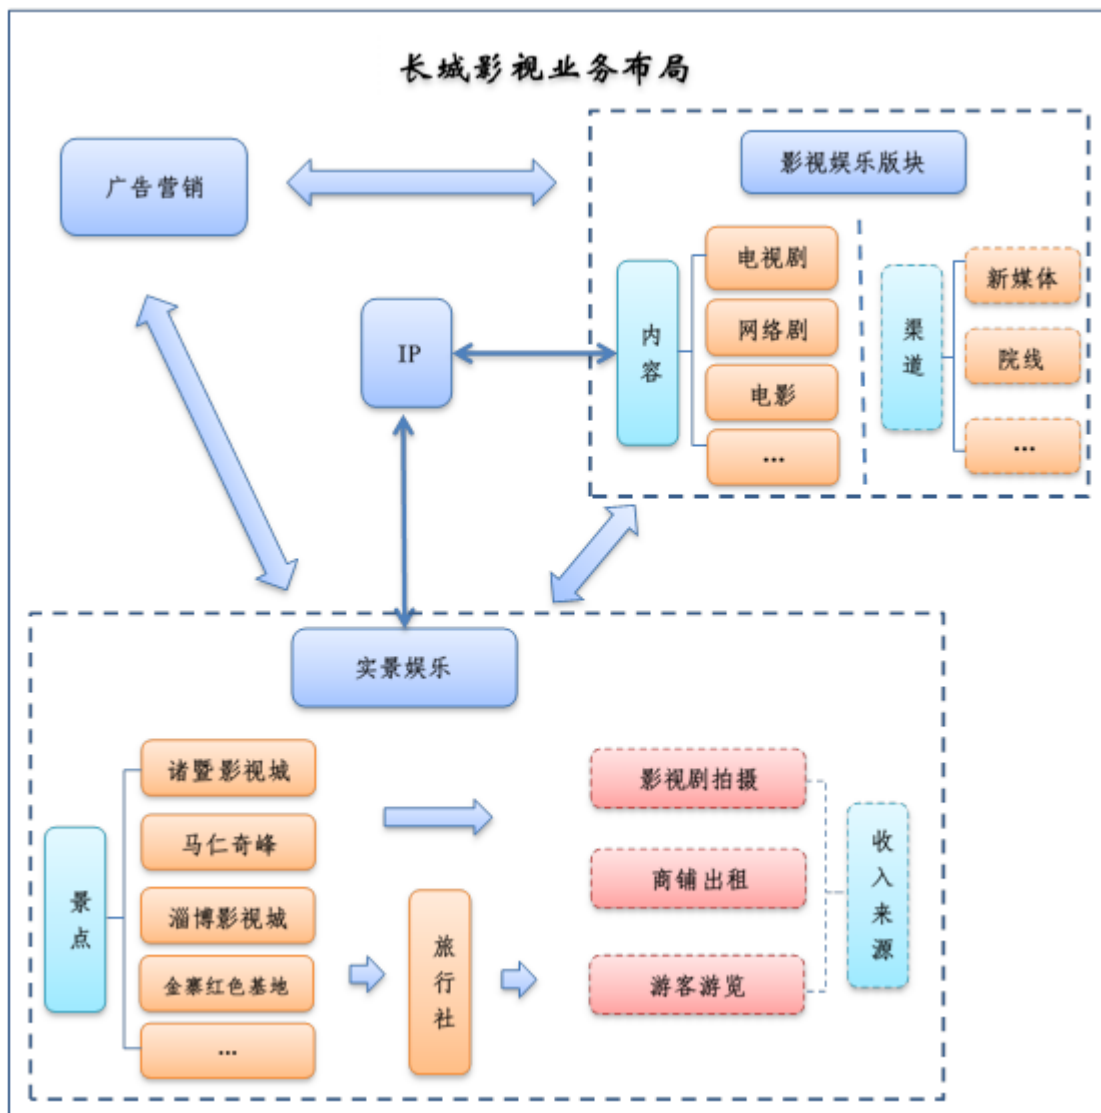 长城影视业务布局
广告营销
影视娱乐版块
IP
内容
电视剧
网络剧
电影
...
渠道
新媒体
院线
...
实景娱乐
景点
诸暨影视城
马仁奇峰
淄博影视城
金寨红色基地
...
旅行社
影视剧拍摄
商铺出租
游客游览
收入来源